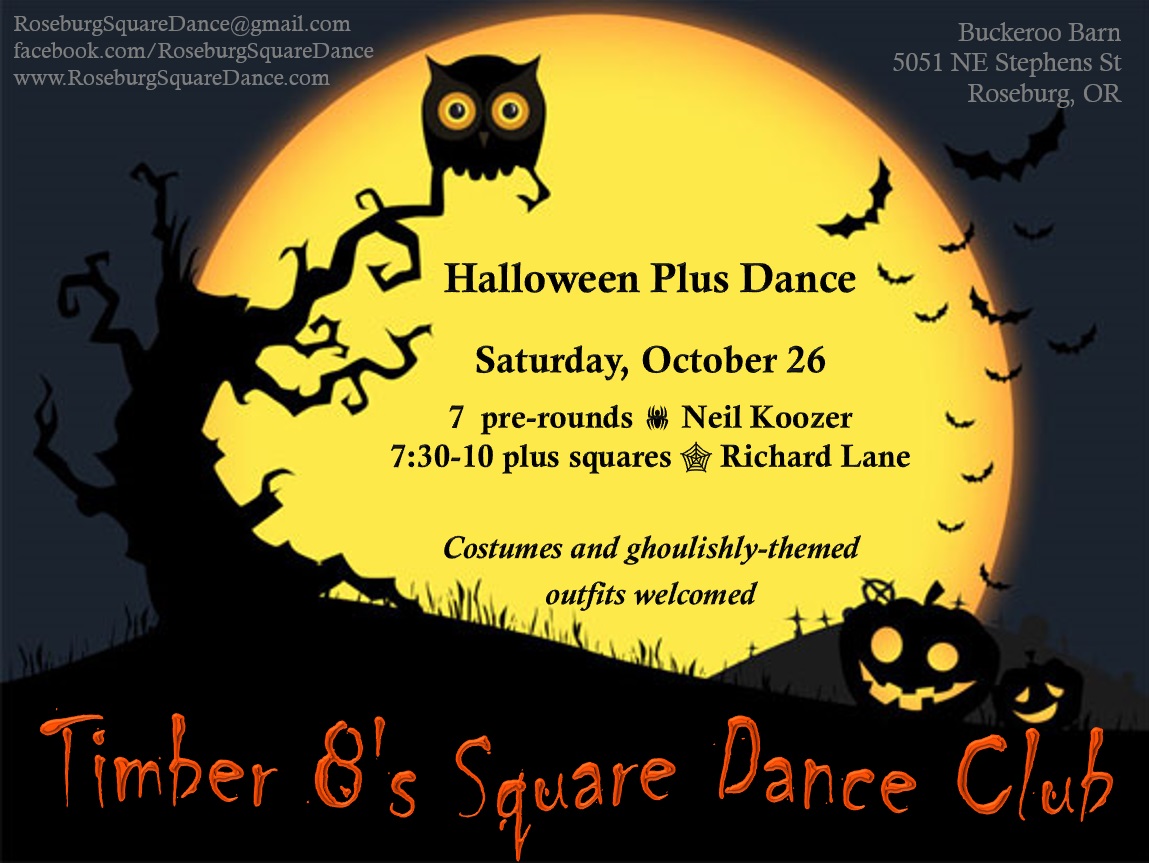 RoseburgSquareDance@gmail.com
facebook.com/RoseburgSquareDance
www.RoseburgSquareDance.com
Buckeroo Barn
5051 NE Stephens St
Roseburg, OR
Halloween Plus Dance
Saturday, October 26
7 pre-rounds Neil Koozer
7:30-10 plus squares Richard Lane
Costumes and ghoulishly-themed
outfits welcomed
Timber 8's Square Dance Club